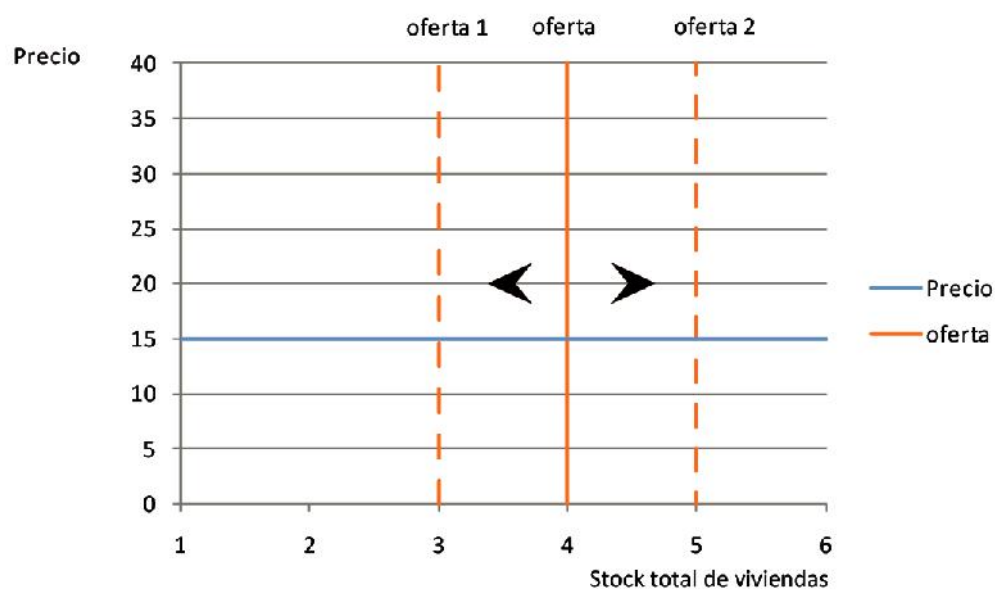 oferta 1 oferta oferta 2
Precio
40
35
30
25
20
15
10
5
0
Precio
oferta
1 2 3 4 5 6
Stock total de viviendas